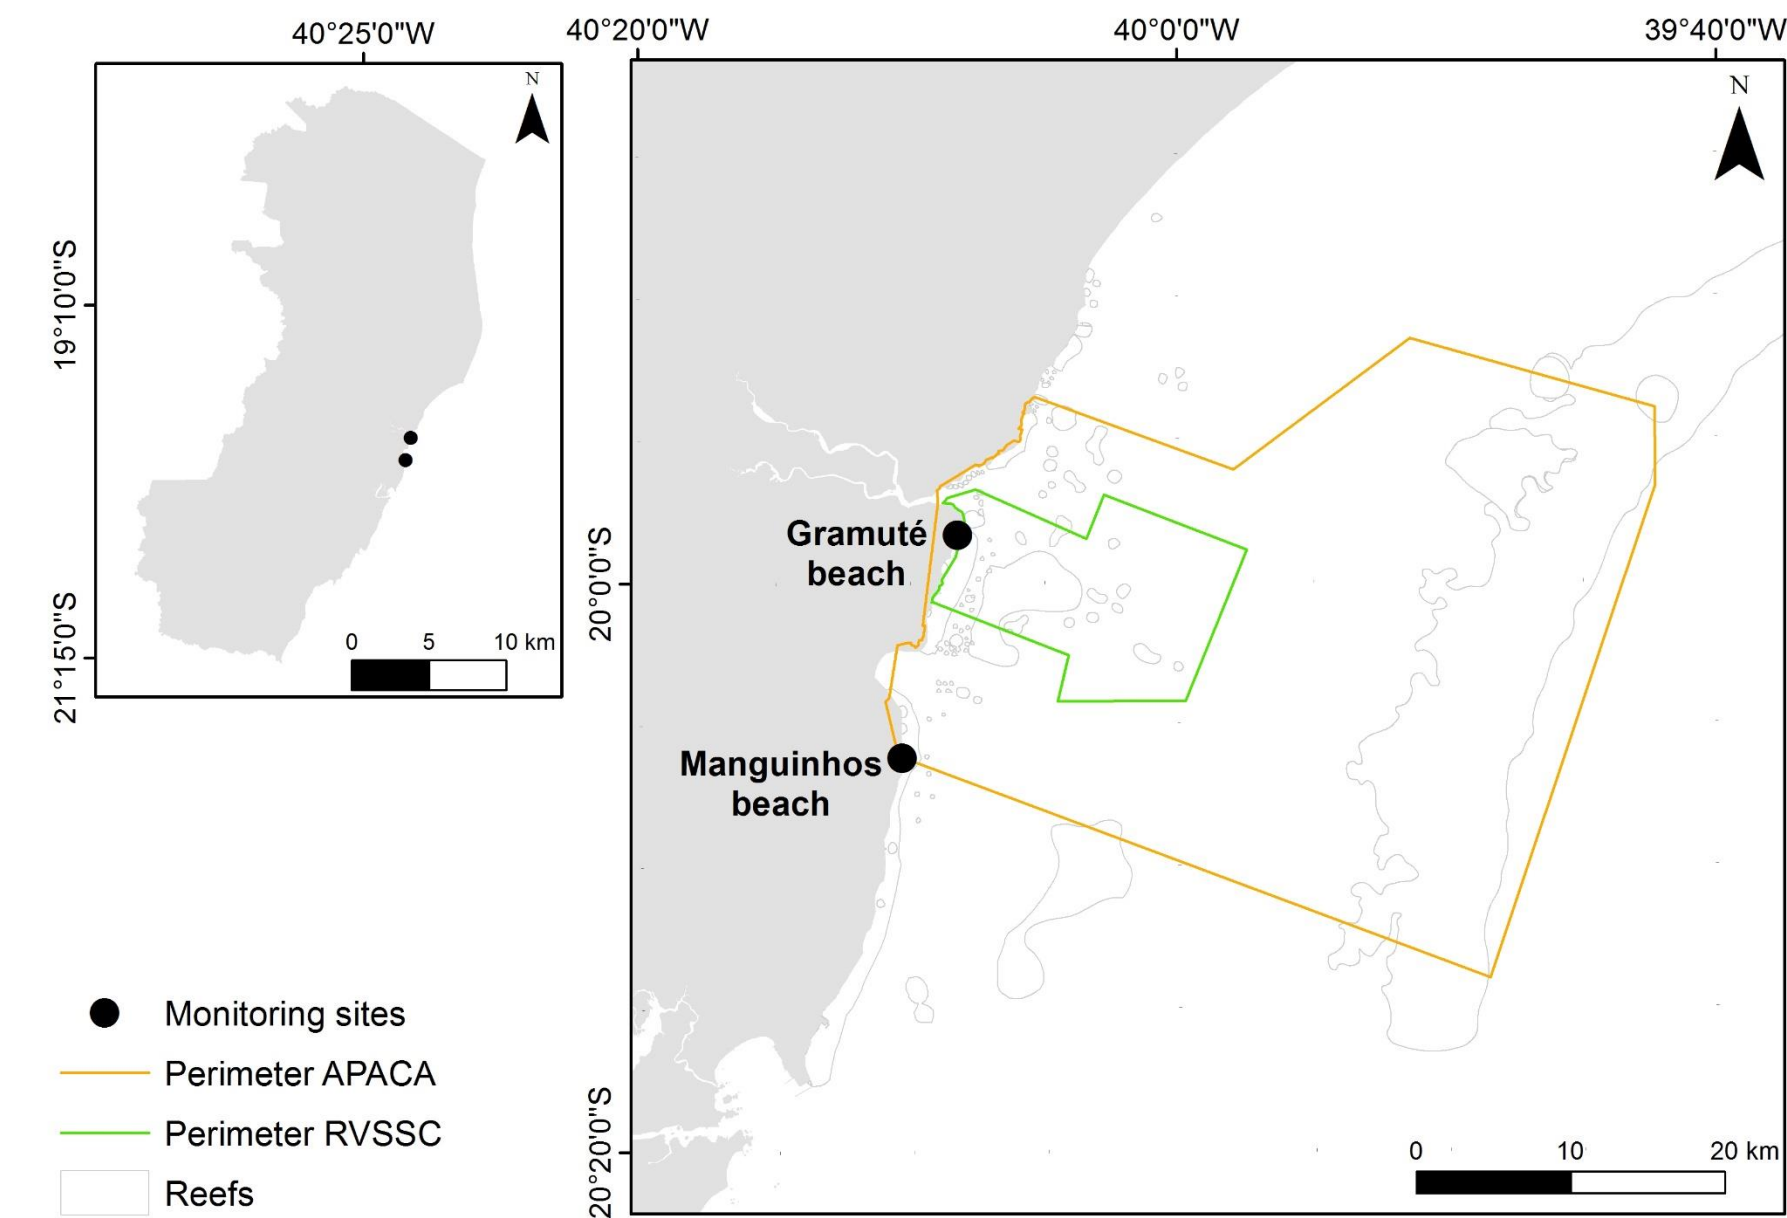 40°25'0"W
40°20'0"W
40°0'0"W
39°40'0"W
N
N
19°10'0"S
21°15'0"S
0 5 10 km
20°0'0"S
20°20'0"S
Gramuté
beach
Manguinhos
beach
Monitoring sites
Perimeter APACA
Perimeter RVSSC
Reefs
0 10 20 km